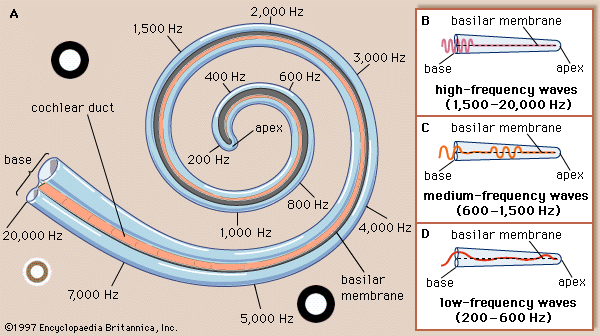 A
2,000 Hz
1,500 Hz
3,000 Hz
400 Hz
600 Hz
cochlear duct
apex
200 Hz
base
800 Hz
1,000 Hz
4,000 Hz
20,000 Hz
basilar
membrane
7,000 Hz
5,000 Hz
©1997 Encyclopaedia Britannica, Inc.
B
basilar membrane
base
apex
high-frequency waves
(1,500–20,000 Hz)
C
basilar membrane
base
apex
medium-frequency waves
(600–1,500 Hz)
D
basilar membrane
base
apex
low-frequency waves
(200–600 Hz)